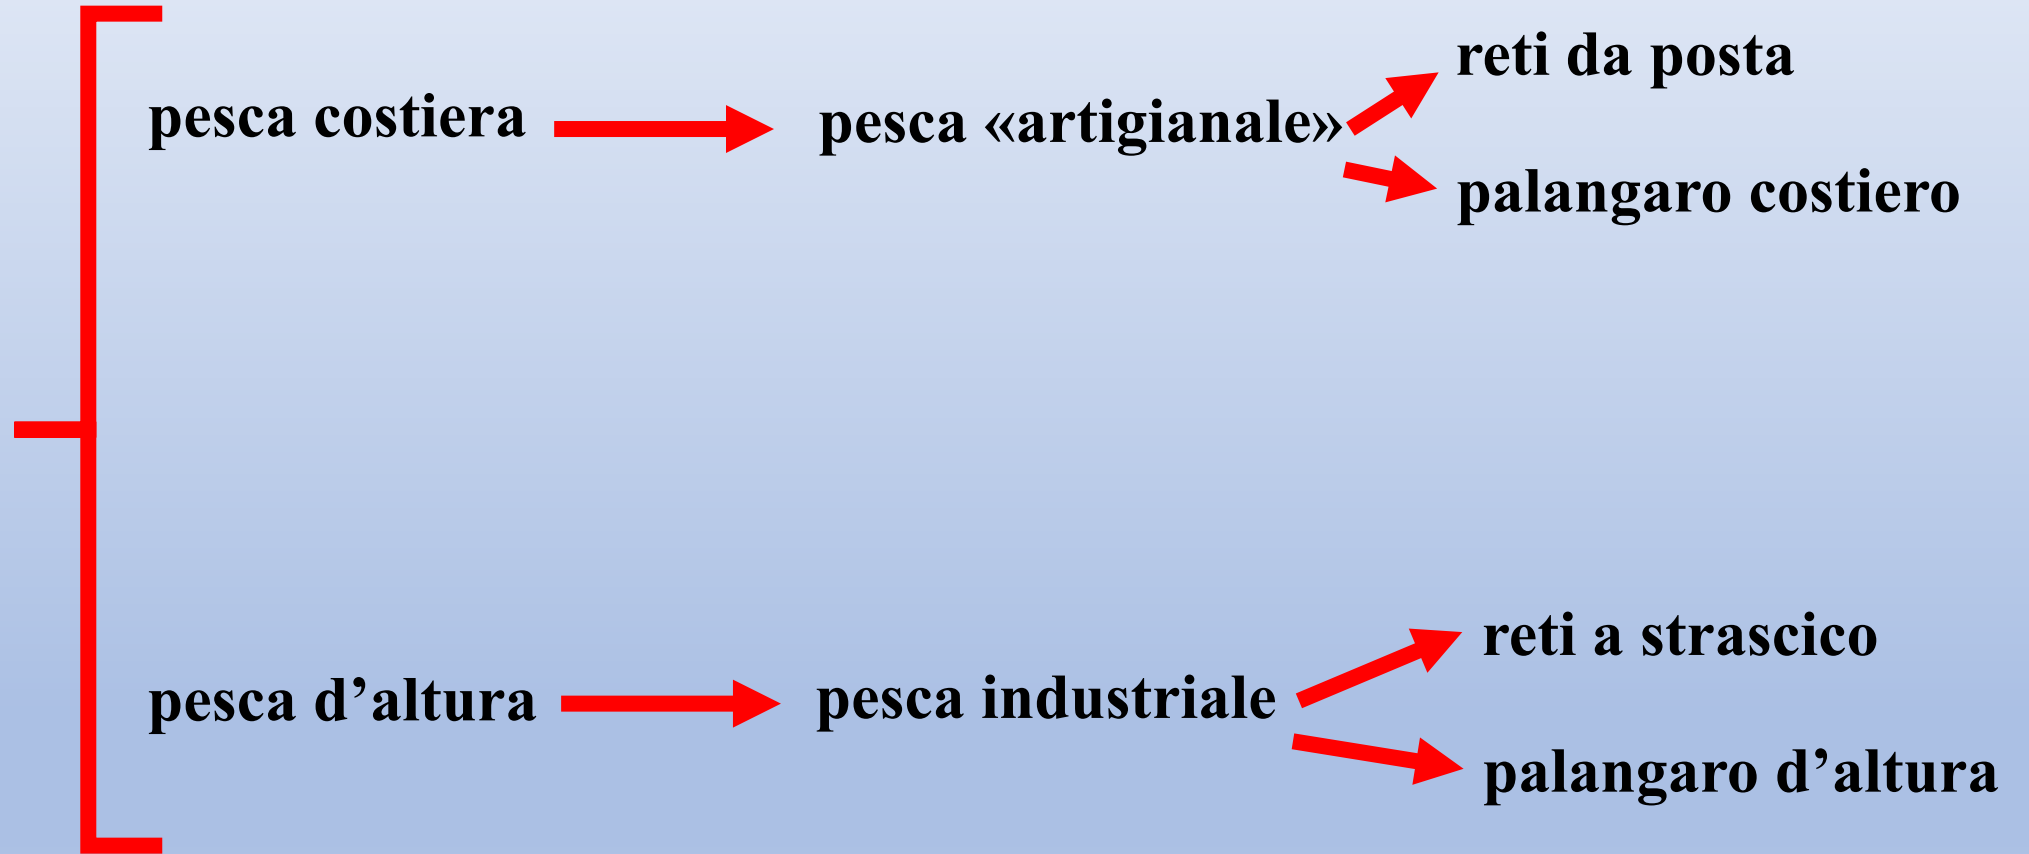 pesca costiera
pesca «artigianale»
reti da posta
palangaro costiero
pesca d’altura
pesca industriale
reti a strascico
palangaro d’altura